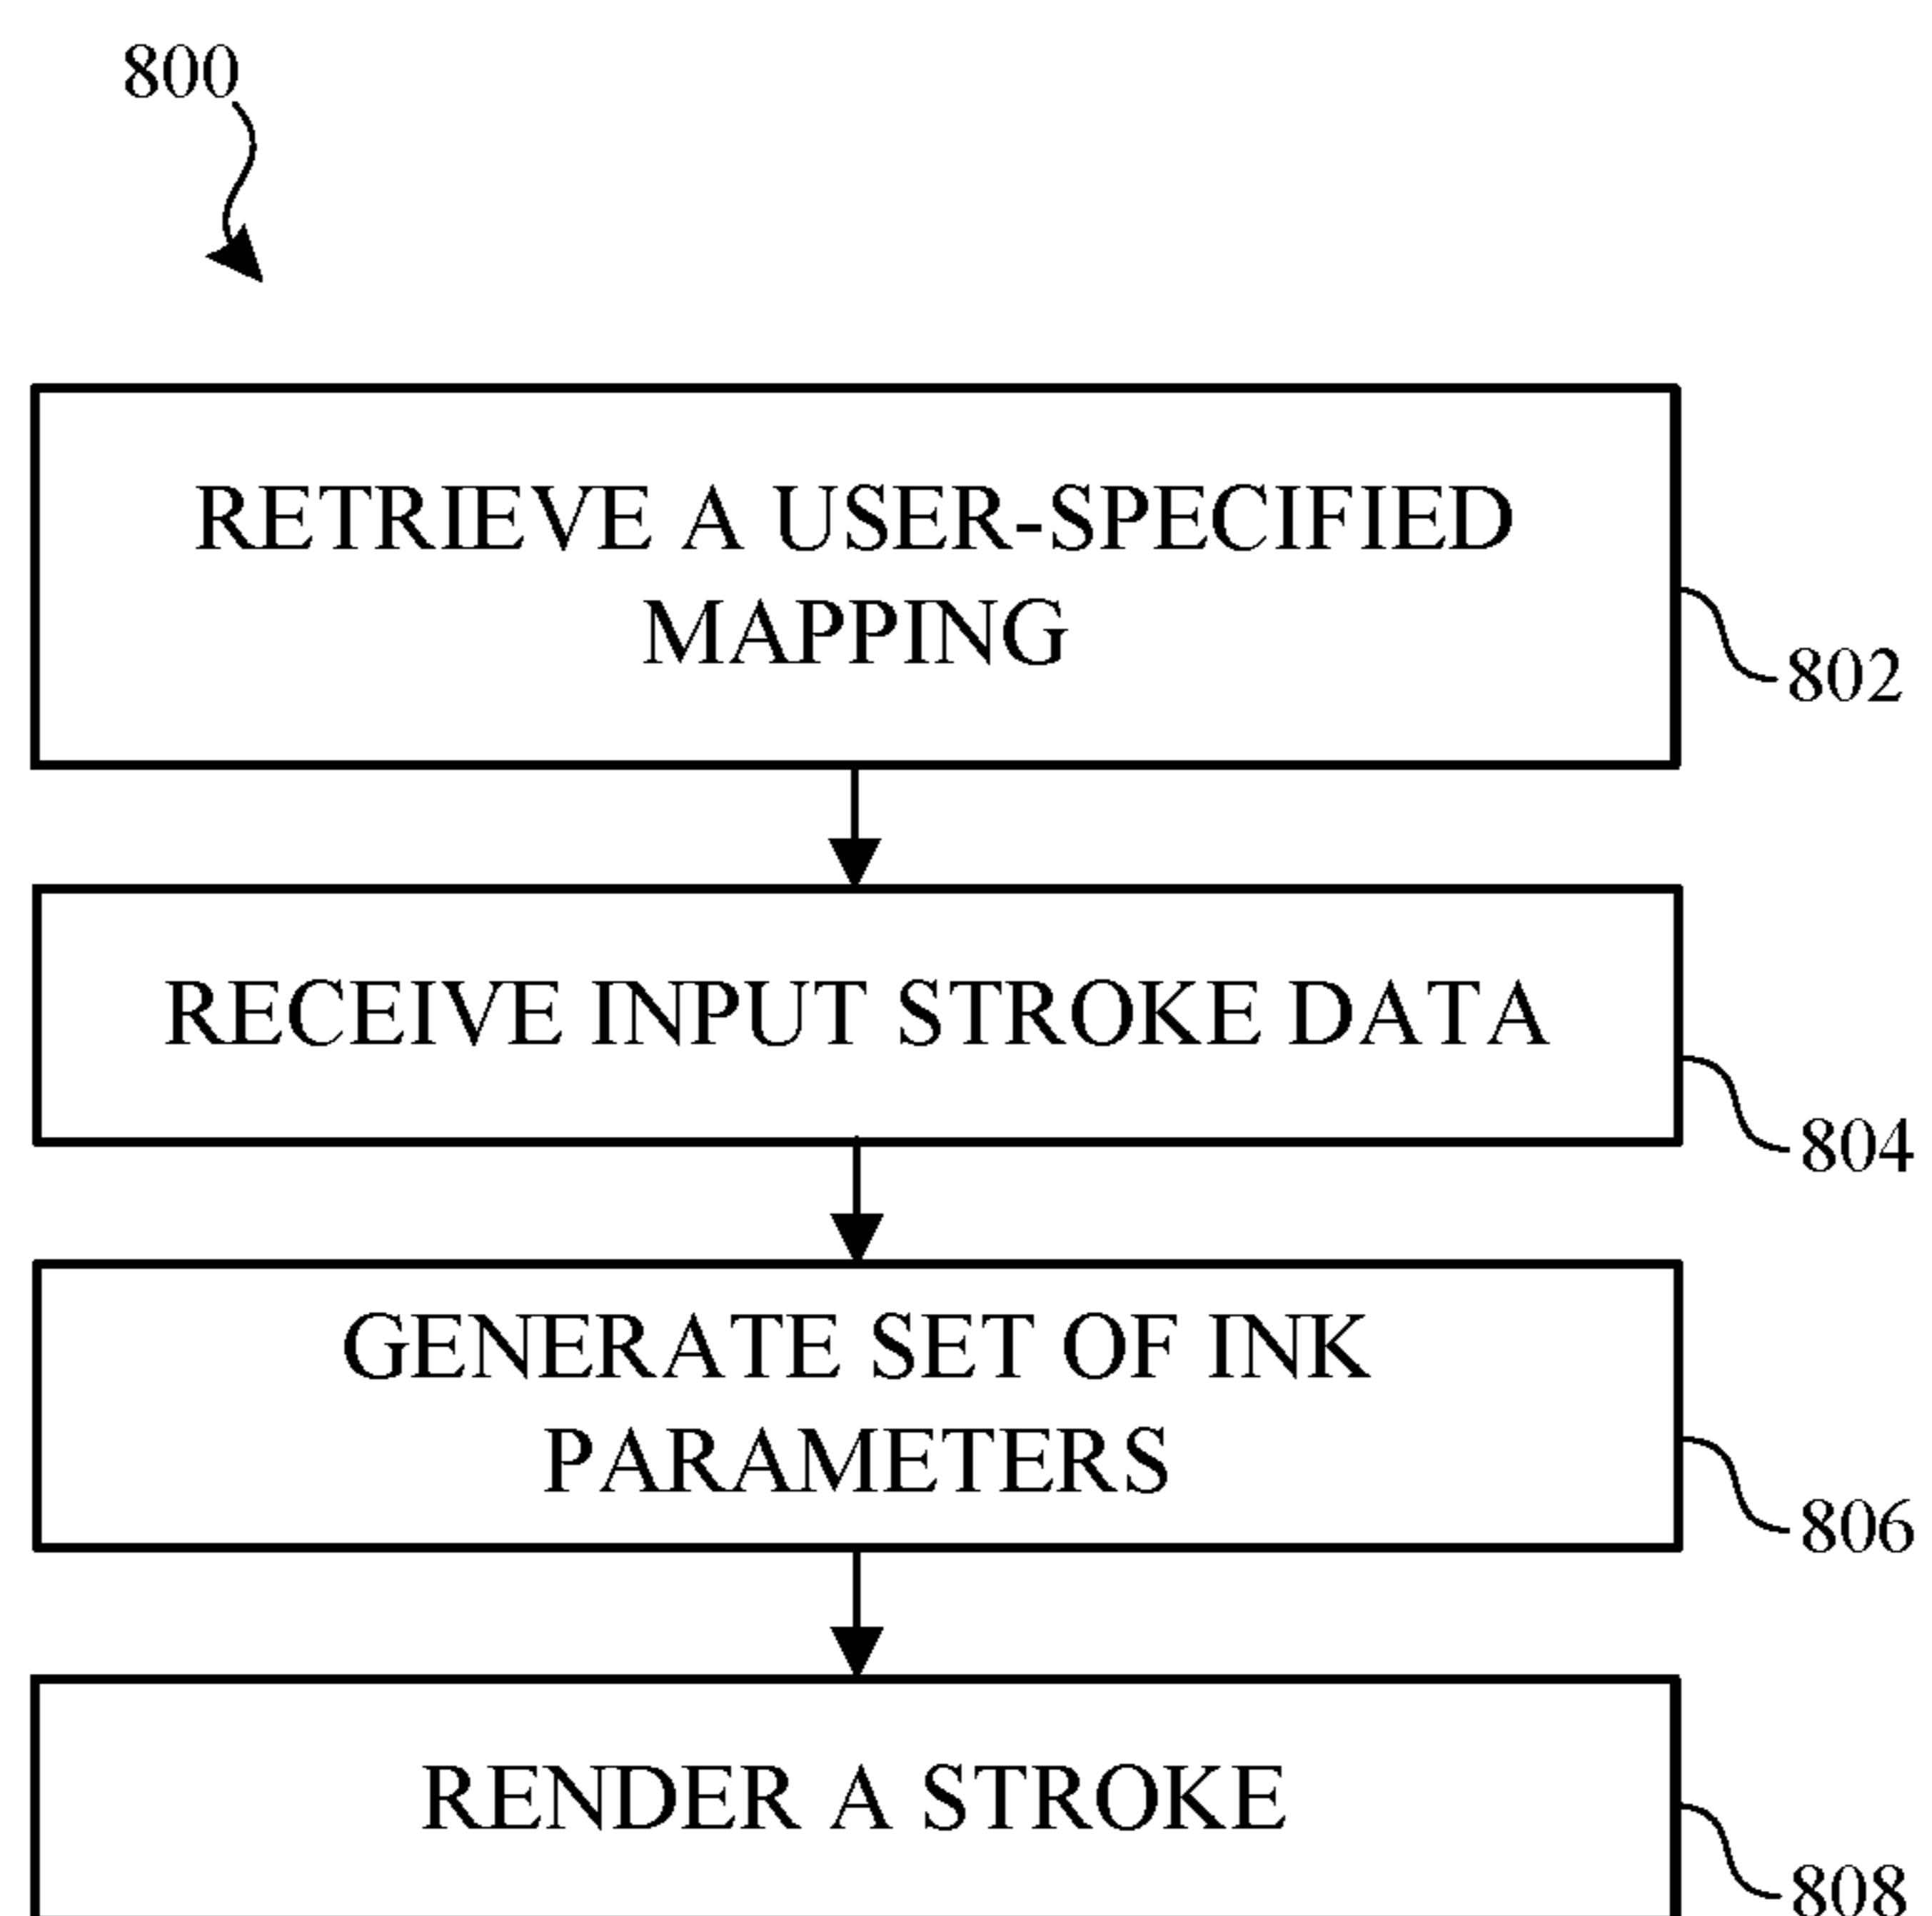 800
RETRIEVE A USER-SPECIFIED
MAPPING
802
RECEIVE INPUT STROKE DATA
804
GENERATE SET OF INK
PARAMETERS
806
RENDER A STROKE
808